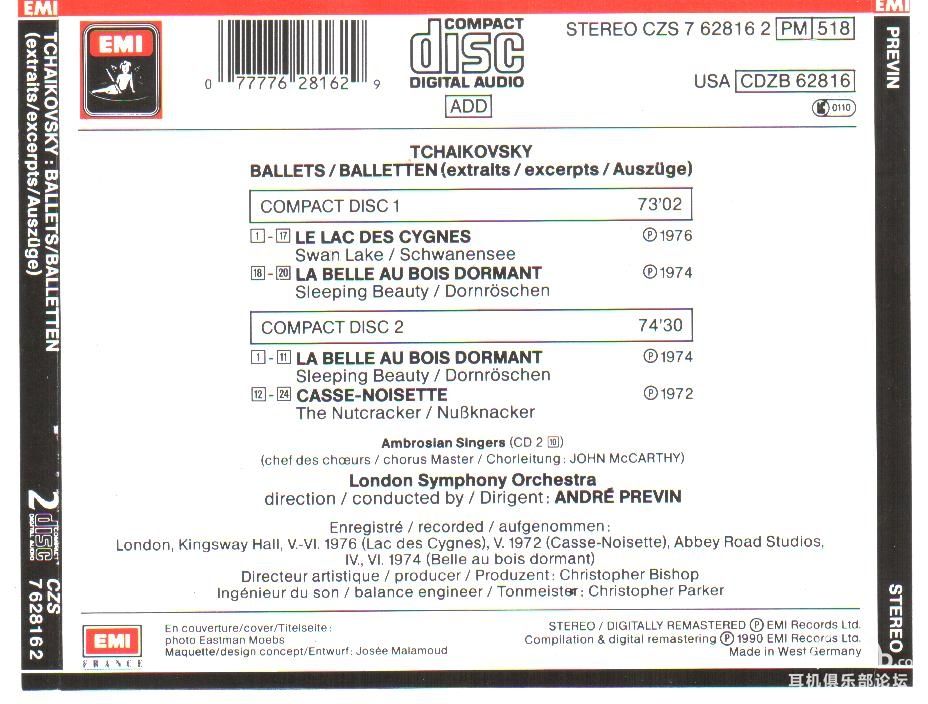 EMI
EMI
EMI
0 77776 28162 9
COMPACT
disc
DIGITAL AUDIO
ADD
STEREO CZS 7 62816 2 PM 518
USA CDZB 62816
0110
TCHAIKOVSKY
BALLETS / BALLETTEN (extraits / excerpts / Auszüge)
COMPACT DISC 1 73'02
1 - 17 LE LAC DES CYGNES ℗ 1976
Swan Lake / Schwanensee
18 - 20 LA BELLE AU BOIS DORMANT ℗ 1974
Sleeping Beauty / Dornröschen
COMPACT DISC 2 74'30
1 - 11 LA BELLE AU BOIS DORMANT ℗ 1974
Sleeping Beauty / Dornröschen
12 - 24 CASSE-NOISETTE ℗ 1972
The Nutcracker / Nußknacker
Ambrosian Singers (CD 2 10)
(chef des chœurs / chorus Master / Chorleitung: JOHN McCARTHY)
London Symphony Orchestra
direction / conducted by / Dirigent: ANDRÉ PREVIN
Enregistré / recorded / aufgenommen:
London, Kingsway Hall, V.-VI. 1976 (Lac des Cygnes), V. 1972 (Casse-Noisette), Abbey Road Studios,
IV., VI. 1974 (Belle au bois dormant)
Directeur artistique / producer / Produzent: Christopher Bishop
Ingénieur du son / balance engineer / Tonmeister: Christopher Parker
EMI
FRANCE
En couverture/cover/Titelseite:
photo Eastman Moebs
Maquette/design concept/Entwurf: Josée Malamoud
STEREO / DIGITALLY REMASTERED ℗ EMI Records Ltd.
Compilation & digital remastering ℗ 1990 EMI Records Ltd.
Made in West Germany
TCHAIKOVSKY : BALLETS/BALLETTEN
(extraits/excerpts/Auszüge)
2
COMPACT
disc
DIGITAL AUDIO
CZS
7 62816 2
PREVIN
STEREO
b.co
耳机俱乐部论坛